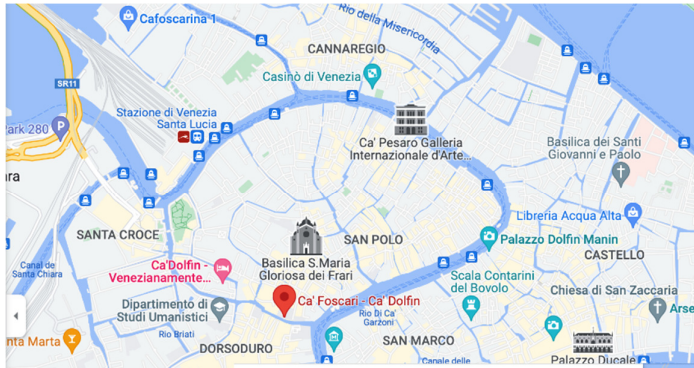 Cafoscarina 1
Rio della Misericordia
CANNAREGIO
Casinò di Venezia
SR11
Stazione di Venezia
Santa Lucia
P
ark 280
Ca' Pesaro Galleria
Internazionale d'Arte...
Basilica dei Santi
Giovanni e Paolo
ara
Libreria Acqua Alta
SANTA CROCE
SAN POLO
Palazzo Dolfin Manin
CASTELLO
Canal de
Santa Chiara
Ca'Dolfin -
Venezianamente...
Basilica S.Maria
Gloriosa dei Frari
Scala Contarini
del Bovolo
Chiesa di San Zaccaria
Ca' Foscari - Ca' Dolfin
Dipartimento di
Studi Umanistici
Rio Di Ca'
Garzoni
Arse
nta Marta
Rio Briati
DORSODURO
SAN MARCO
Canale delle
Palazzo Ducale